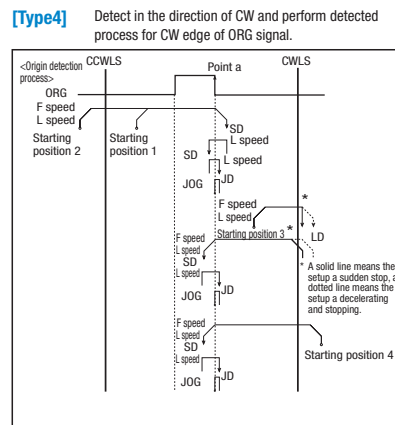 [Type4] Detect in the direction of CW and perform detected
process for CW edge of ORG signal.
<Origin detection
process>
CCWLS
Point a
CWLS
ORG
F speed
L speed
Starting
position 2
Starting
position 1
SD
L speed
SD
L speed
JOG
JD
F speed
L speed
*
Starting position 3
*
LD
F speed
SD
L speed
JOG
JD
* A solid line means the
setup a sudden stop, a
dotted line means the
setup a decelerating
and stopping.
F speed
L speed
SD
L speed
Starting position 4
JOG
JD